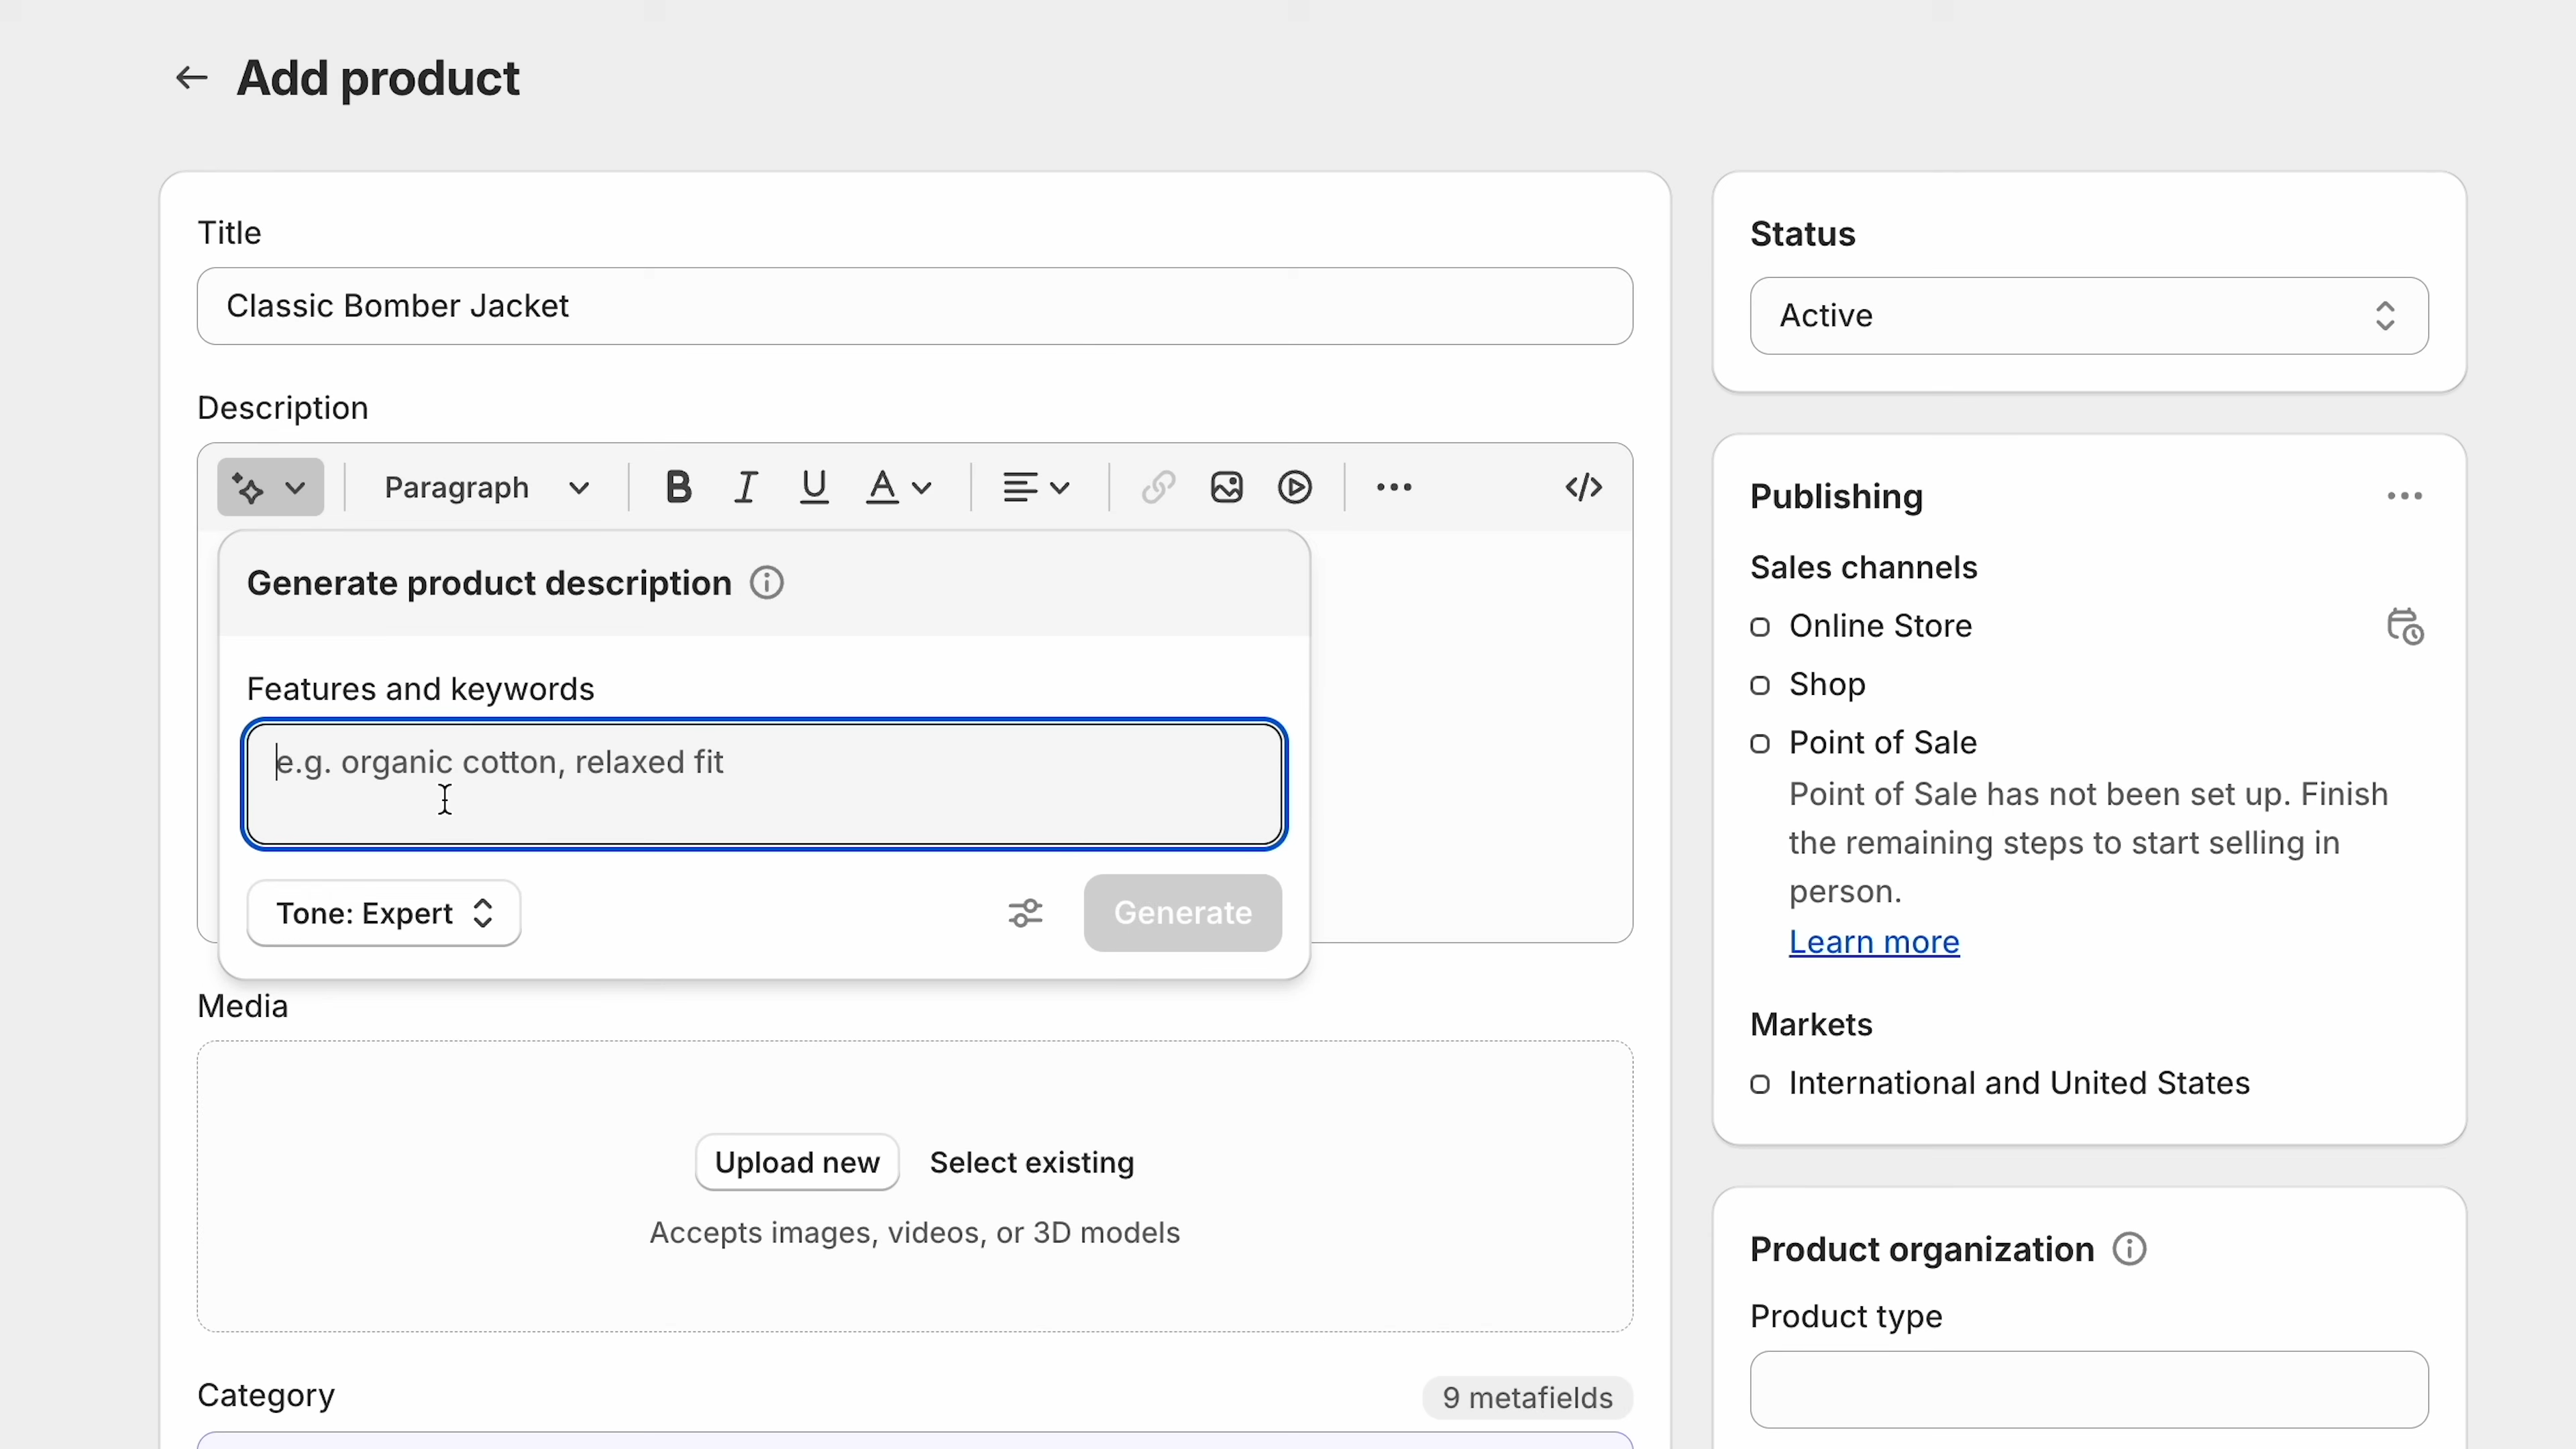 Add product
Title
Classic Bomber Jacket
Description
Paragraph
B I U A
Generate product description
Features and keywords
e.g. organic cotton, relaxed fit
Tone: Expert
Generate
Media
Upload new
Select existing
Accepts images, videos, or 3D models
Category
9 metafields
Status
Active
Publishing
Sales channels
Online Store
Shop
Point of Sale
Point of Sale has not been set up. Finish
the remaining steps to start selling in
person.
Learn more
Markets
International and United States
Product organization
Product type